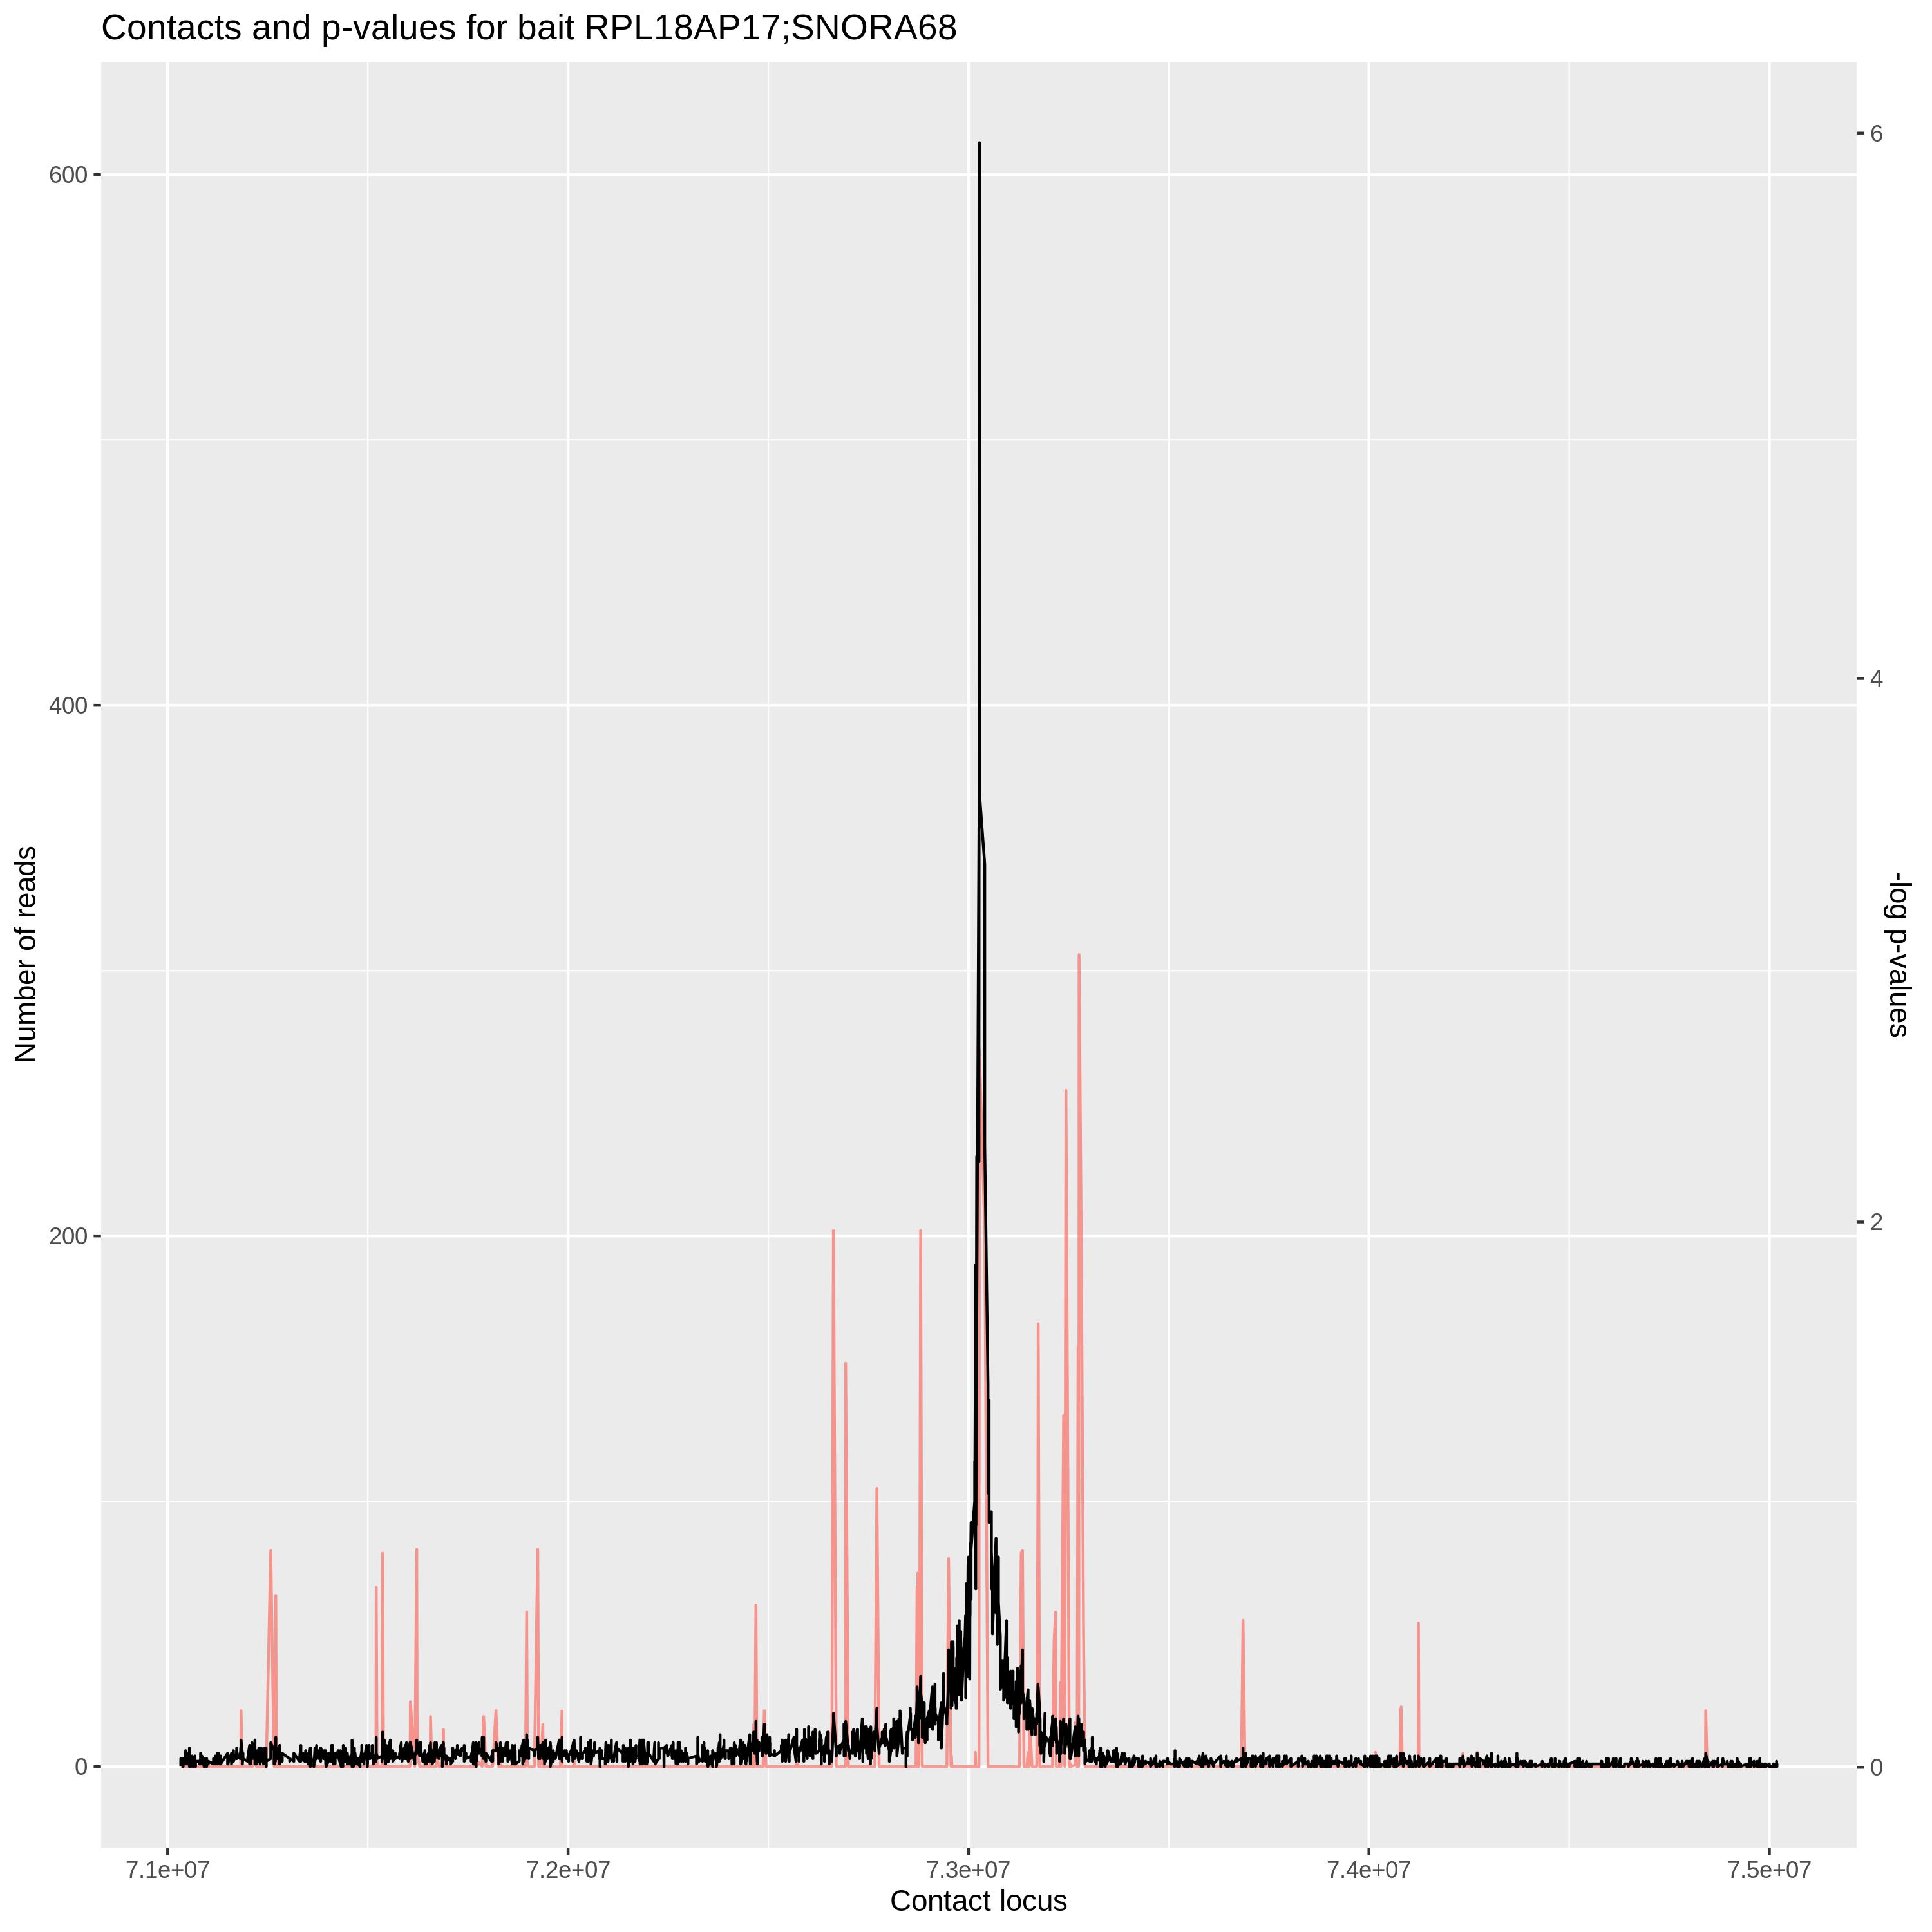 Contacts and p-values for bait RPL18AP17;SNORA68
600
400
200
0
Number of reads
6
4
2
0
-log p-values
7.1e+07
7.2e+07
7.3e+07
7.4e+07
7.5e+07
Contact locus